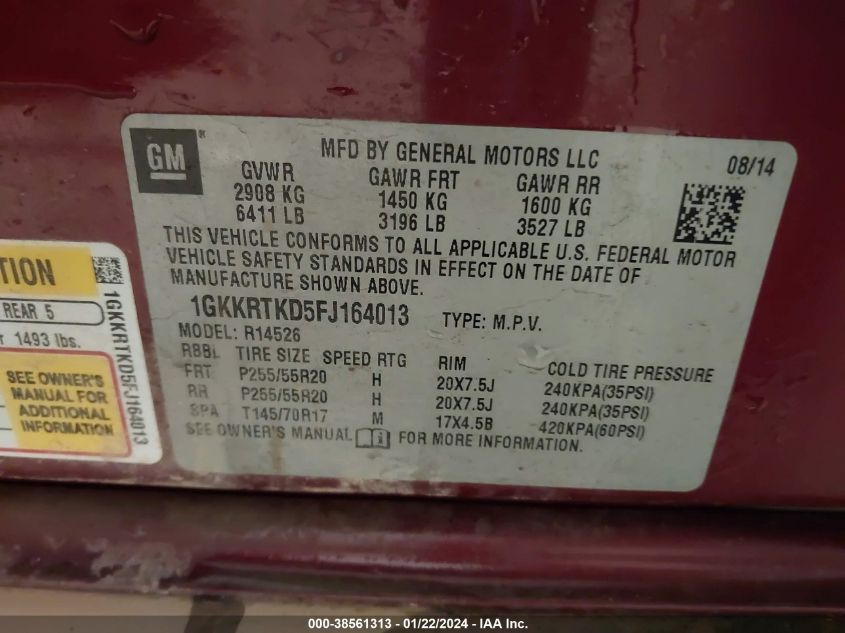 GM®
MFD BY GENERAL MOTORS LLC
08/14
GVWR GAWR FRT GAWR RR
2908 KG 1450 KG 1600 KG
6411 LB 3196 LB 3527 LB
THIS VEHICLE CONFORMS TO ALL APPLICABLE U.S. FEDERAL MOTOR
VEHICLE SAFETY STANDARDS IN EFFECT ON THE DATE OF
MANUFACTURE SHOWN ABOVE.
1GKKRTKD5FJ164013 TYPE: M.P.V.
MODEL: R14526
TIRE SIZE SPEED RTG RIM COLD TIRE PRESSURE
FRT P255/55R20 H 20X7.5J 240KPA(35PSI)
RR P255/55R20 H 20X7.5J 240KPA(35PSI)
SPA T145/70R17 M 17X4.5B 420KPA(60PSI)
SEE OWNER'S MANUAL i FOR MORE INFORMATION.
REAR 5
1493 lbs.
SEE OWNER'S
MANUAL FOR
ADDITIONAL
INFORMATION
1GKKRTKD5FJ164013
000-38561313 - 01/22/2024 - IAA Inc.